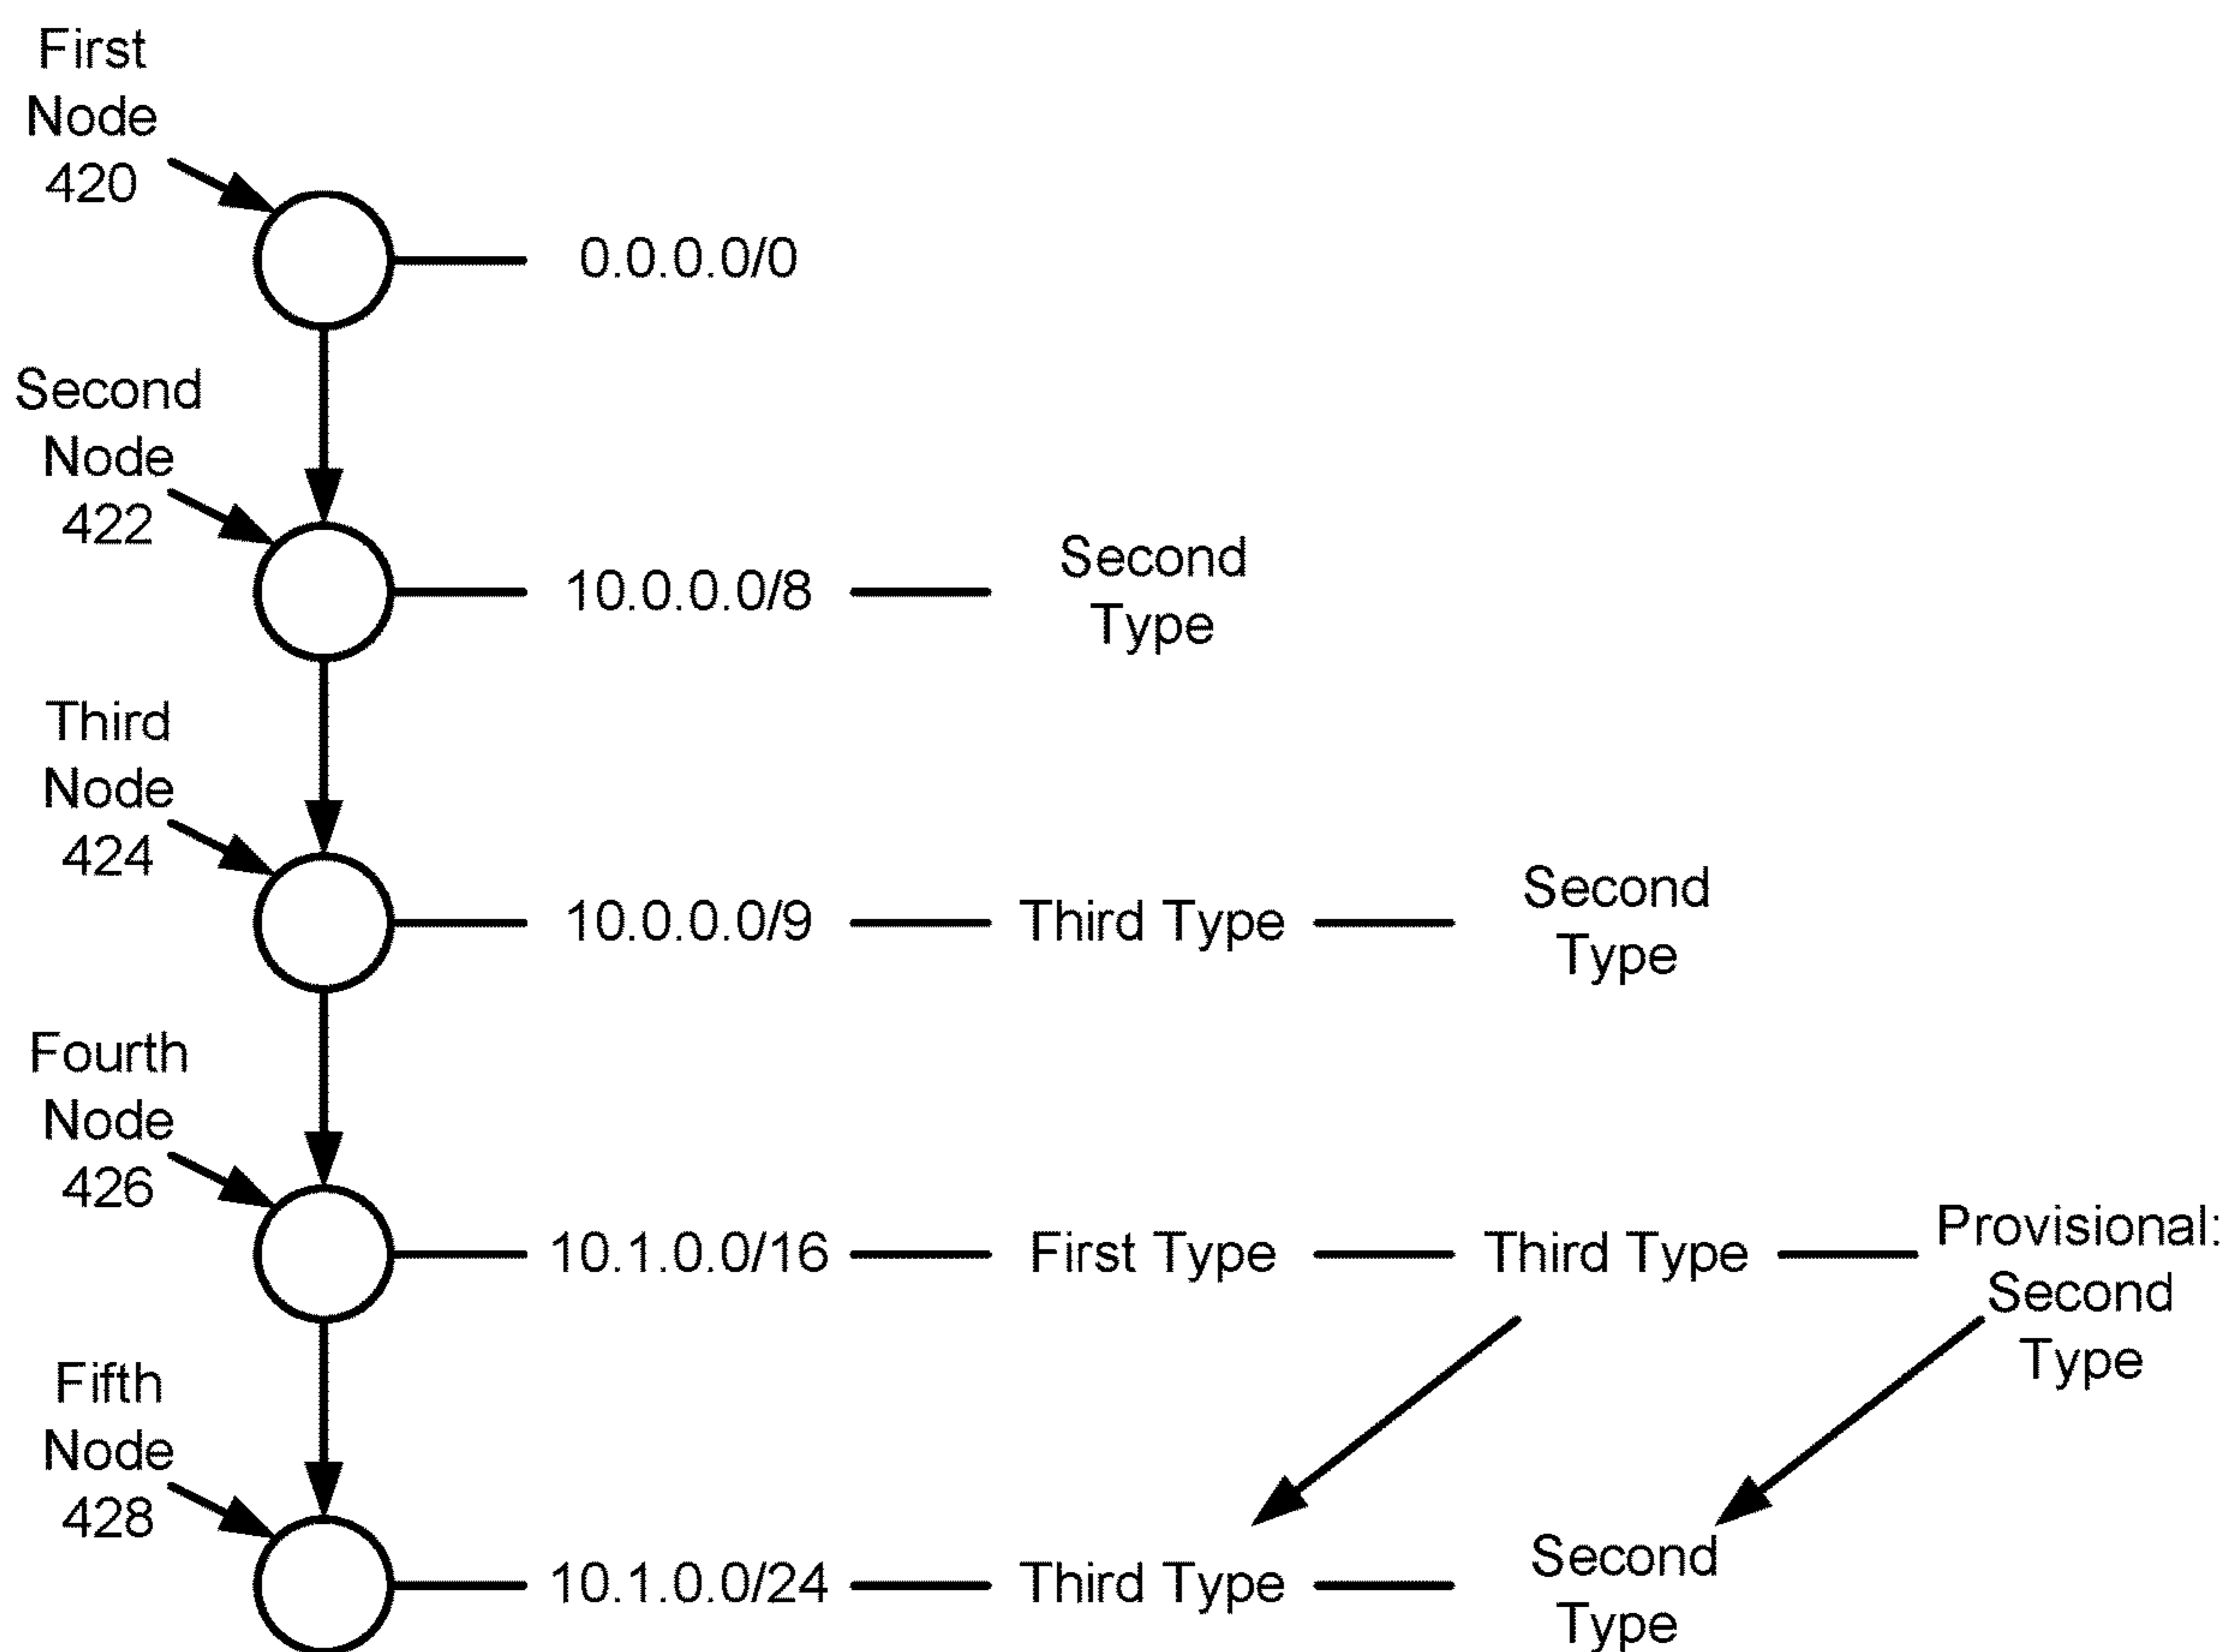 First
Node
420
0.0.0.0/0
Second
Node
422
10.0.0.0/8
Second
Type
Third
Node
424
10.0.0.0/9
Third Type
Second
Type
Fourth
Node
426
10.1.0.0/16
First Type
Third Type
Provisional:
Second
Type
Fifth
Node
428
10.1.0.0/24
Third Type
Second
Type